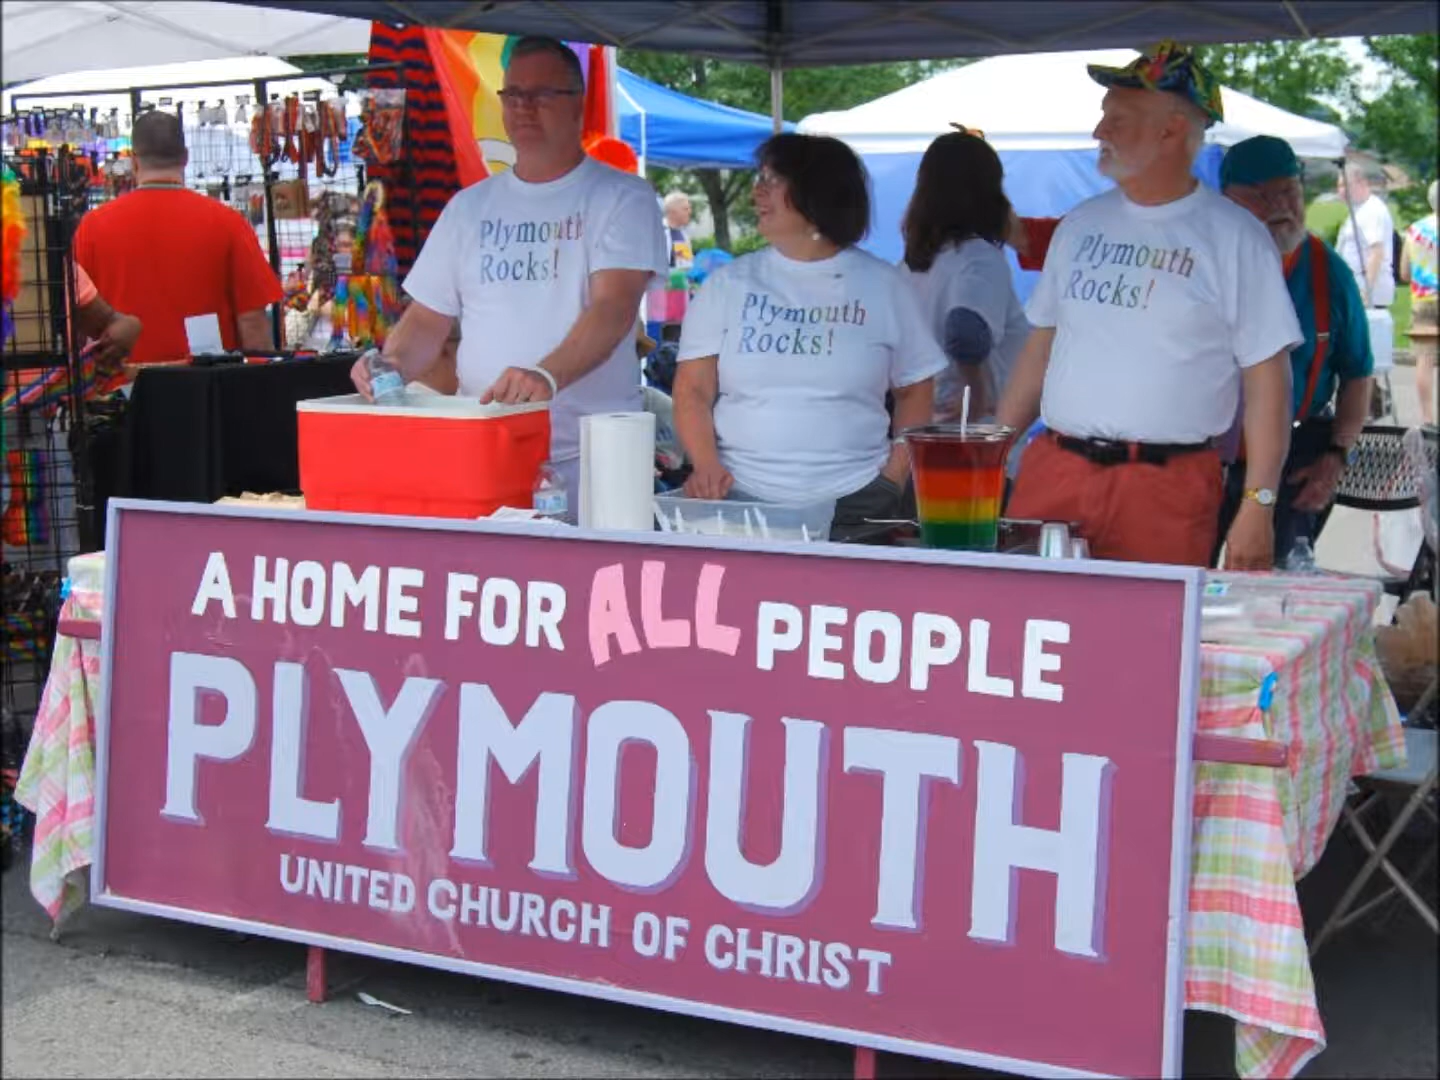 Plymouth
Rocks!
Plymouth
Rocks!
Plymouth
Rocks!
A HOME FOR ALL PEOPLE
PLYMOUTH
UNITED CHURCH OF CHRIST